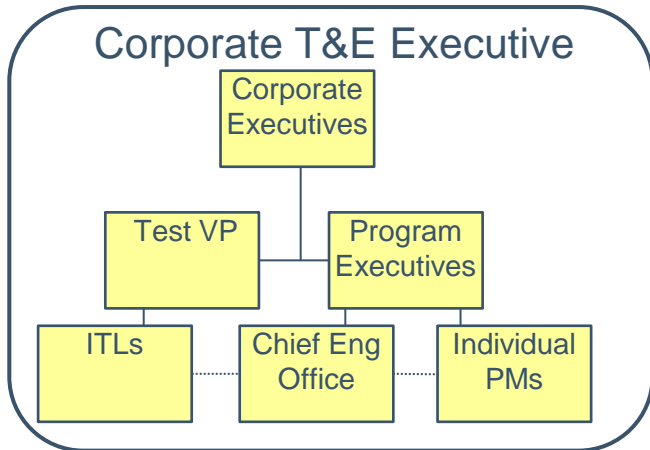 Corporate T&E Executive
Corporate
Executives
Test VP
Program
Executives
ITLs
Chief Eng
Office
Individual
PMs